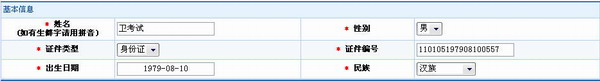 基本信息
* 姓名 卫考试 * 性别 男
(如有生僻字请用拼音)
* 证件类型 身份证 * 证件编号 110105197908100557
* 出生日期 1979-08-10 * 民族 汉族